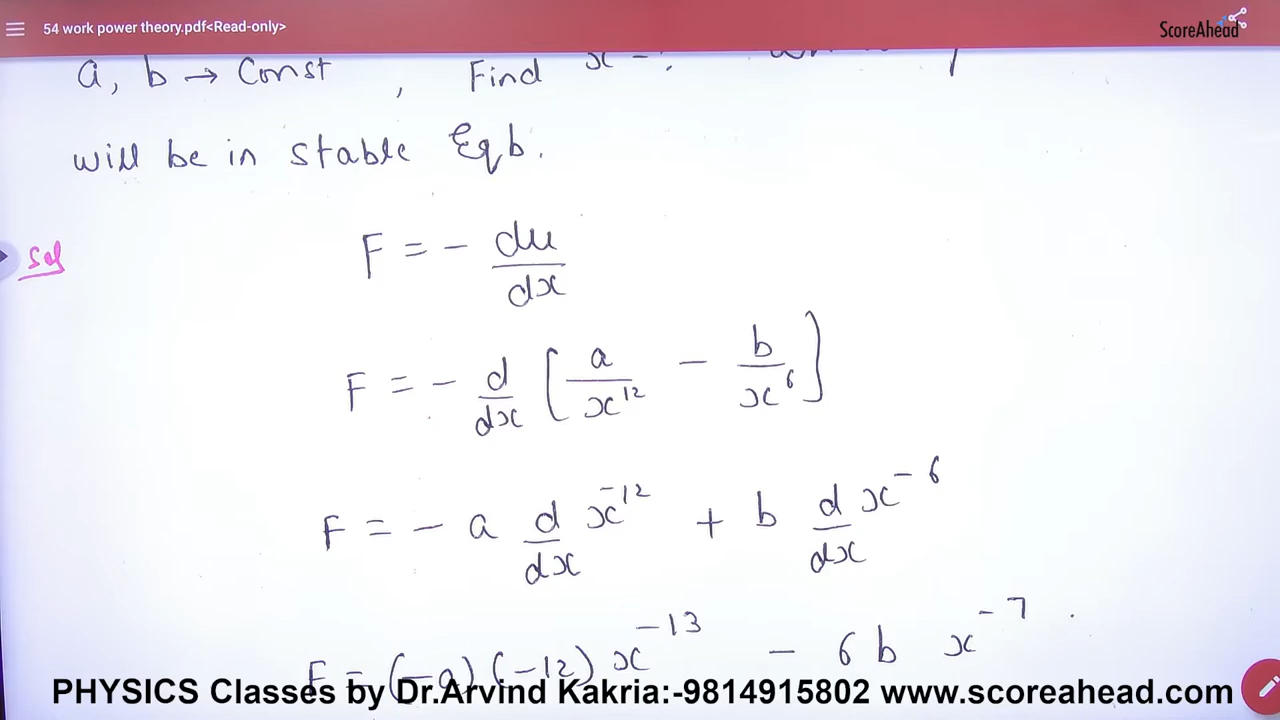 54 work power theory.pdf<Read-only>
ScoreAhead
a, b → Const , Find x = ?
will be in stable Eqb.
Sol
F = - du/dx
F = - d/dx [a/x^12 - b/x^6]
F = - a d/dx x^-12 + b d/dx x^-6
F = (-a) (-12) x^-13 - 6 b x^-7
PHYSICS Classes by Dr.Arvind Kakria:-9814915802 www.scoreahead.com